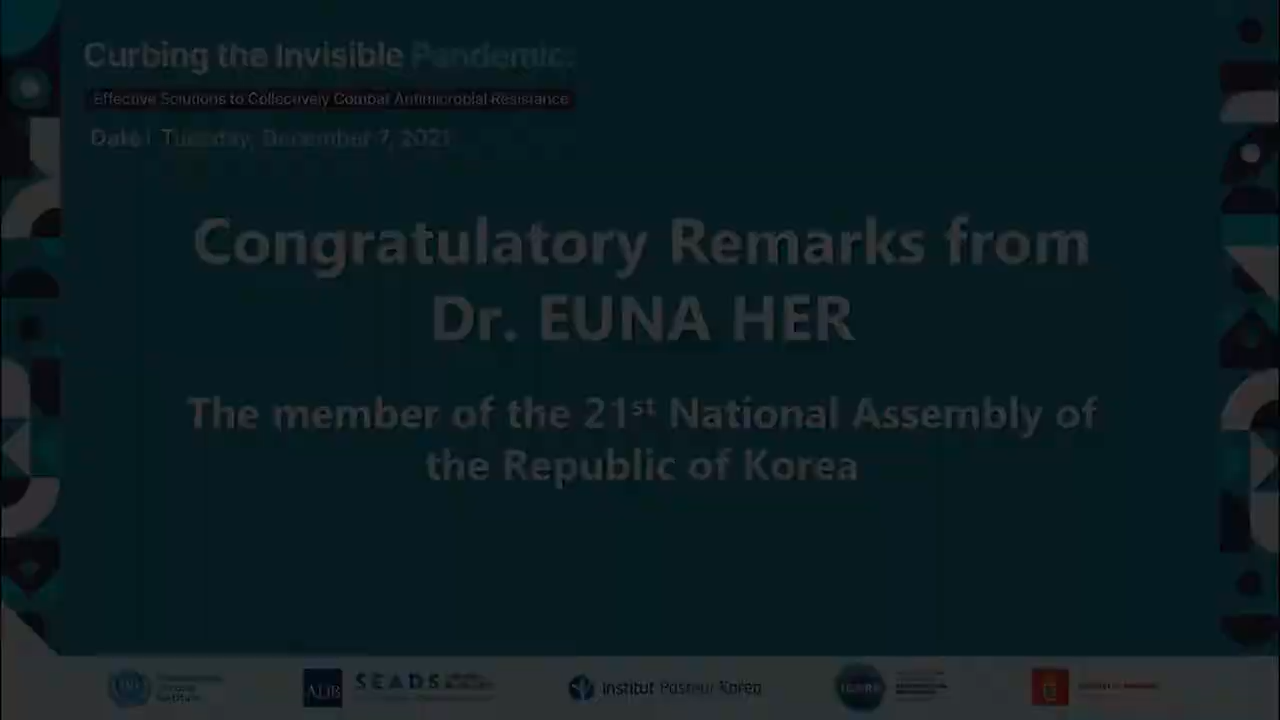 Curbing the Invisible Pandemic:
Effective Solutions to Collectively Combat Antimicrobial Resistance
Date | Tuesday, December 7, 2021
Congratulatory Remarks from
Dr. EUNA HER
The member of the 21st National Assembly of
the Republic of Korea
IVI
ADB SEADS Institut Pasteur Korea